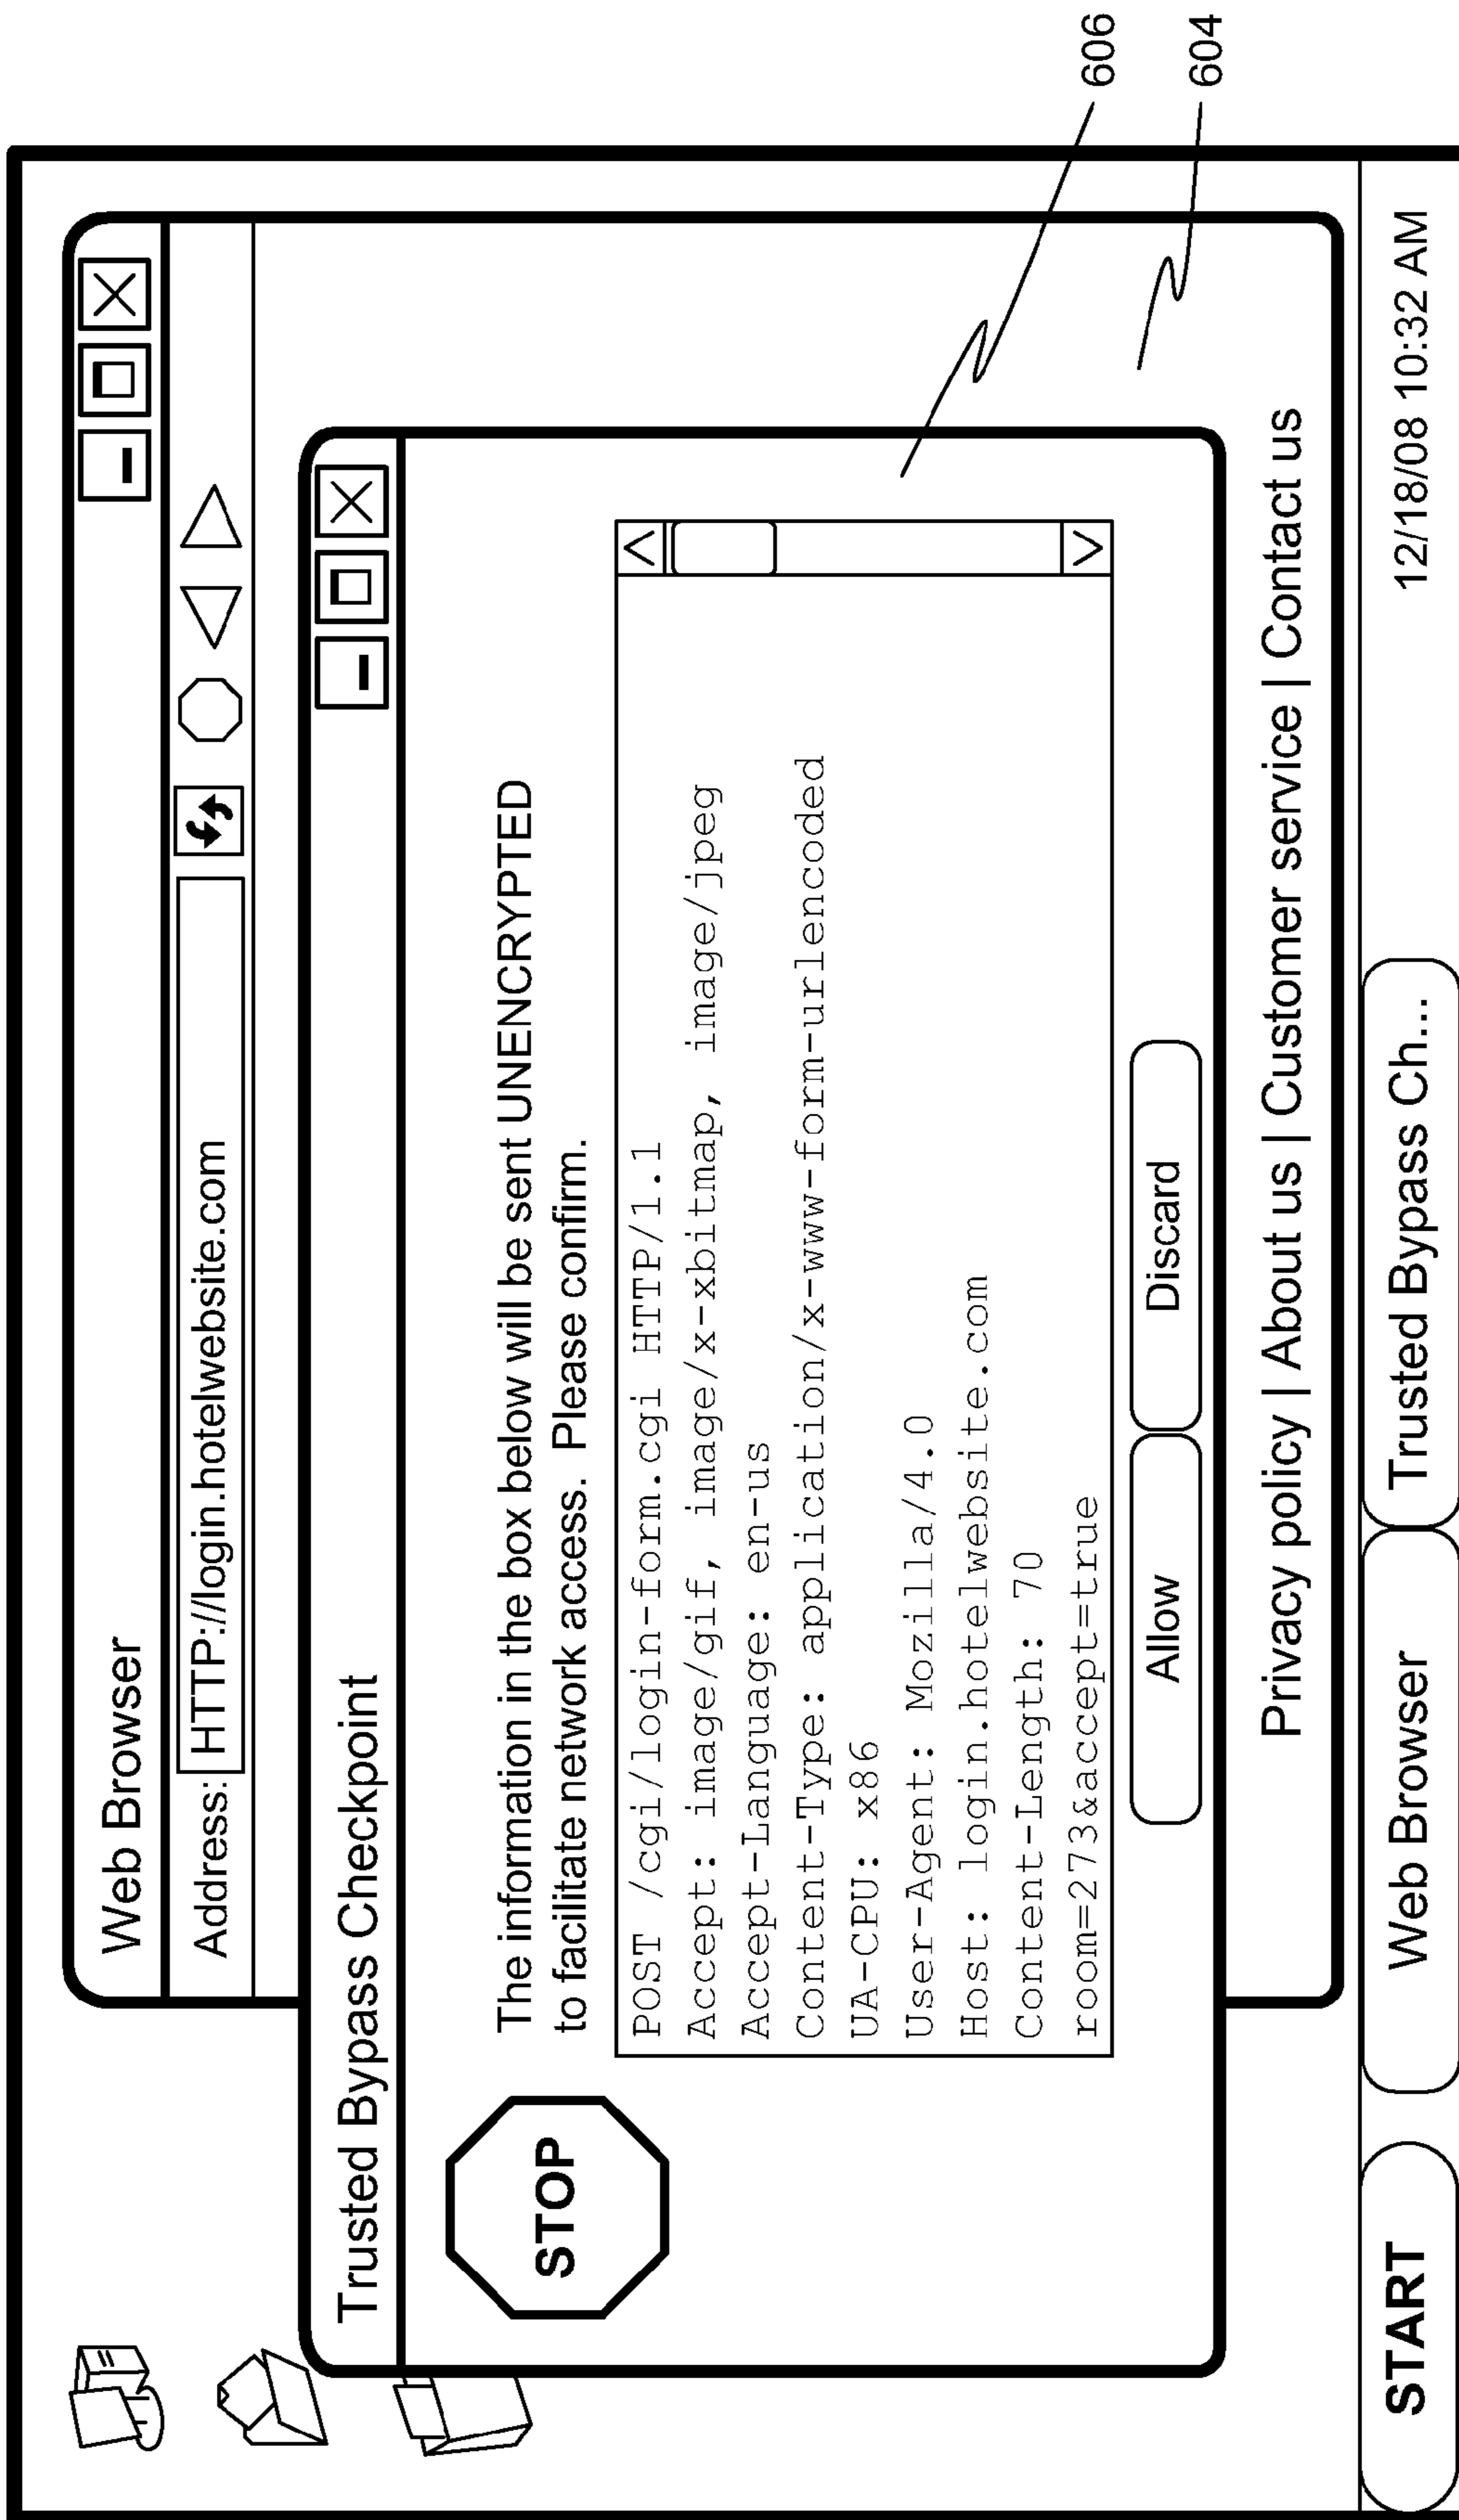 Web Browser
Address: HTTP://login.hotelwebsite.com
Trusted Bypass Checkpoint
STOP
The information in the box below will be sent UNENCRYPTED
to facilitate network access. Please confirm.
POST /cgi/login-form.cgi HTTP/1.1
Accept: image/gif, image/x-xbitmap, image/jpeg
Accept-Language: en-us
Content-Type: application/x-www-form-urlencoded
UA-CPU: x86
User-Agent: Mozilla/4.0
Host: login.hotelwebsite.com
Content-Length: 70
room=273&accept=true
Allow Discard
606
604
Privacy policy | About us | Customer service | Contact us
START Web Browser Trusted Bypass Ch... 12/18/08 10:32 AM